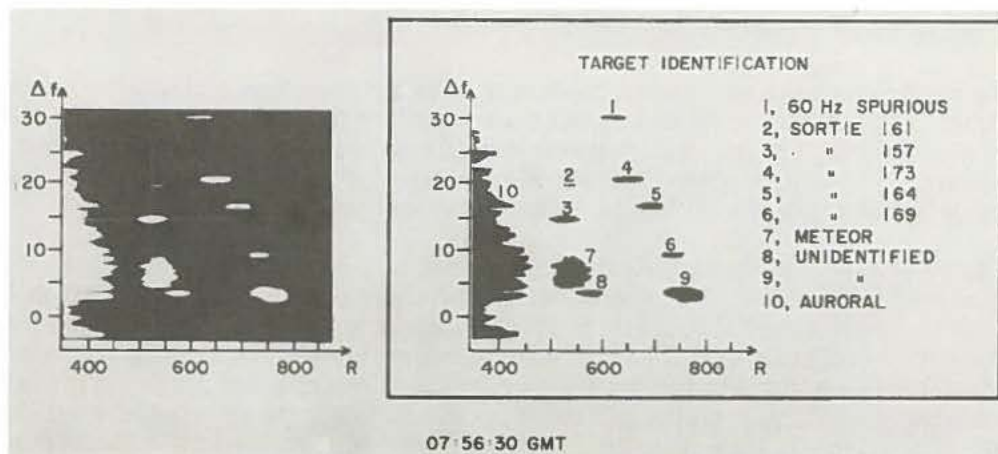 TARGET IDENTIFICATION
Δf
30
20
10
0
400
600
800
R
Δf
30
20
10
0
400
600
800
R
1
2
3
4
5
6
7
8
9
10
1, 60 Hz SPURIOUS
2, SORTIE 161
3, " 157
4, " 173
5, " 164
6, " 169
7, METEOR
8, UNIDENTIFIED
9, "
10, AURORAL
07:56:30 GMT